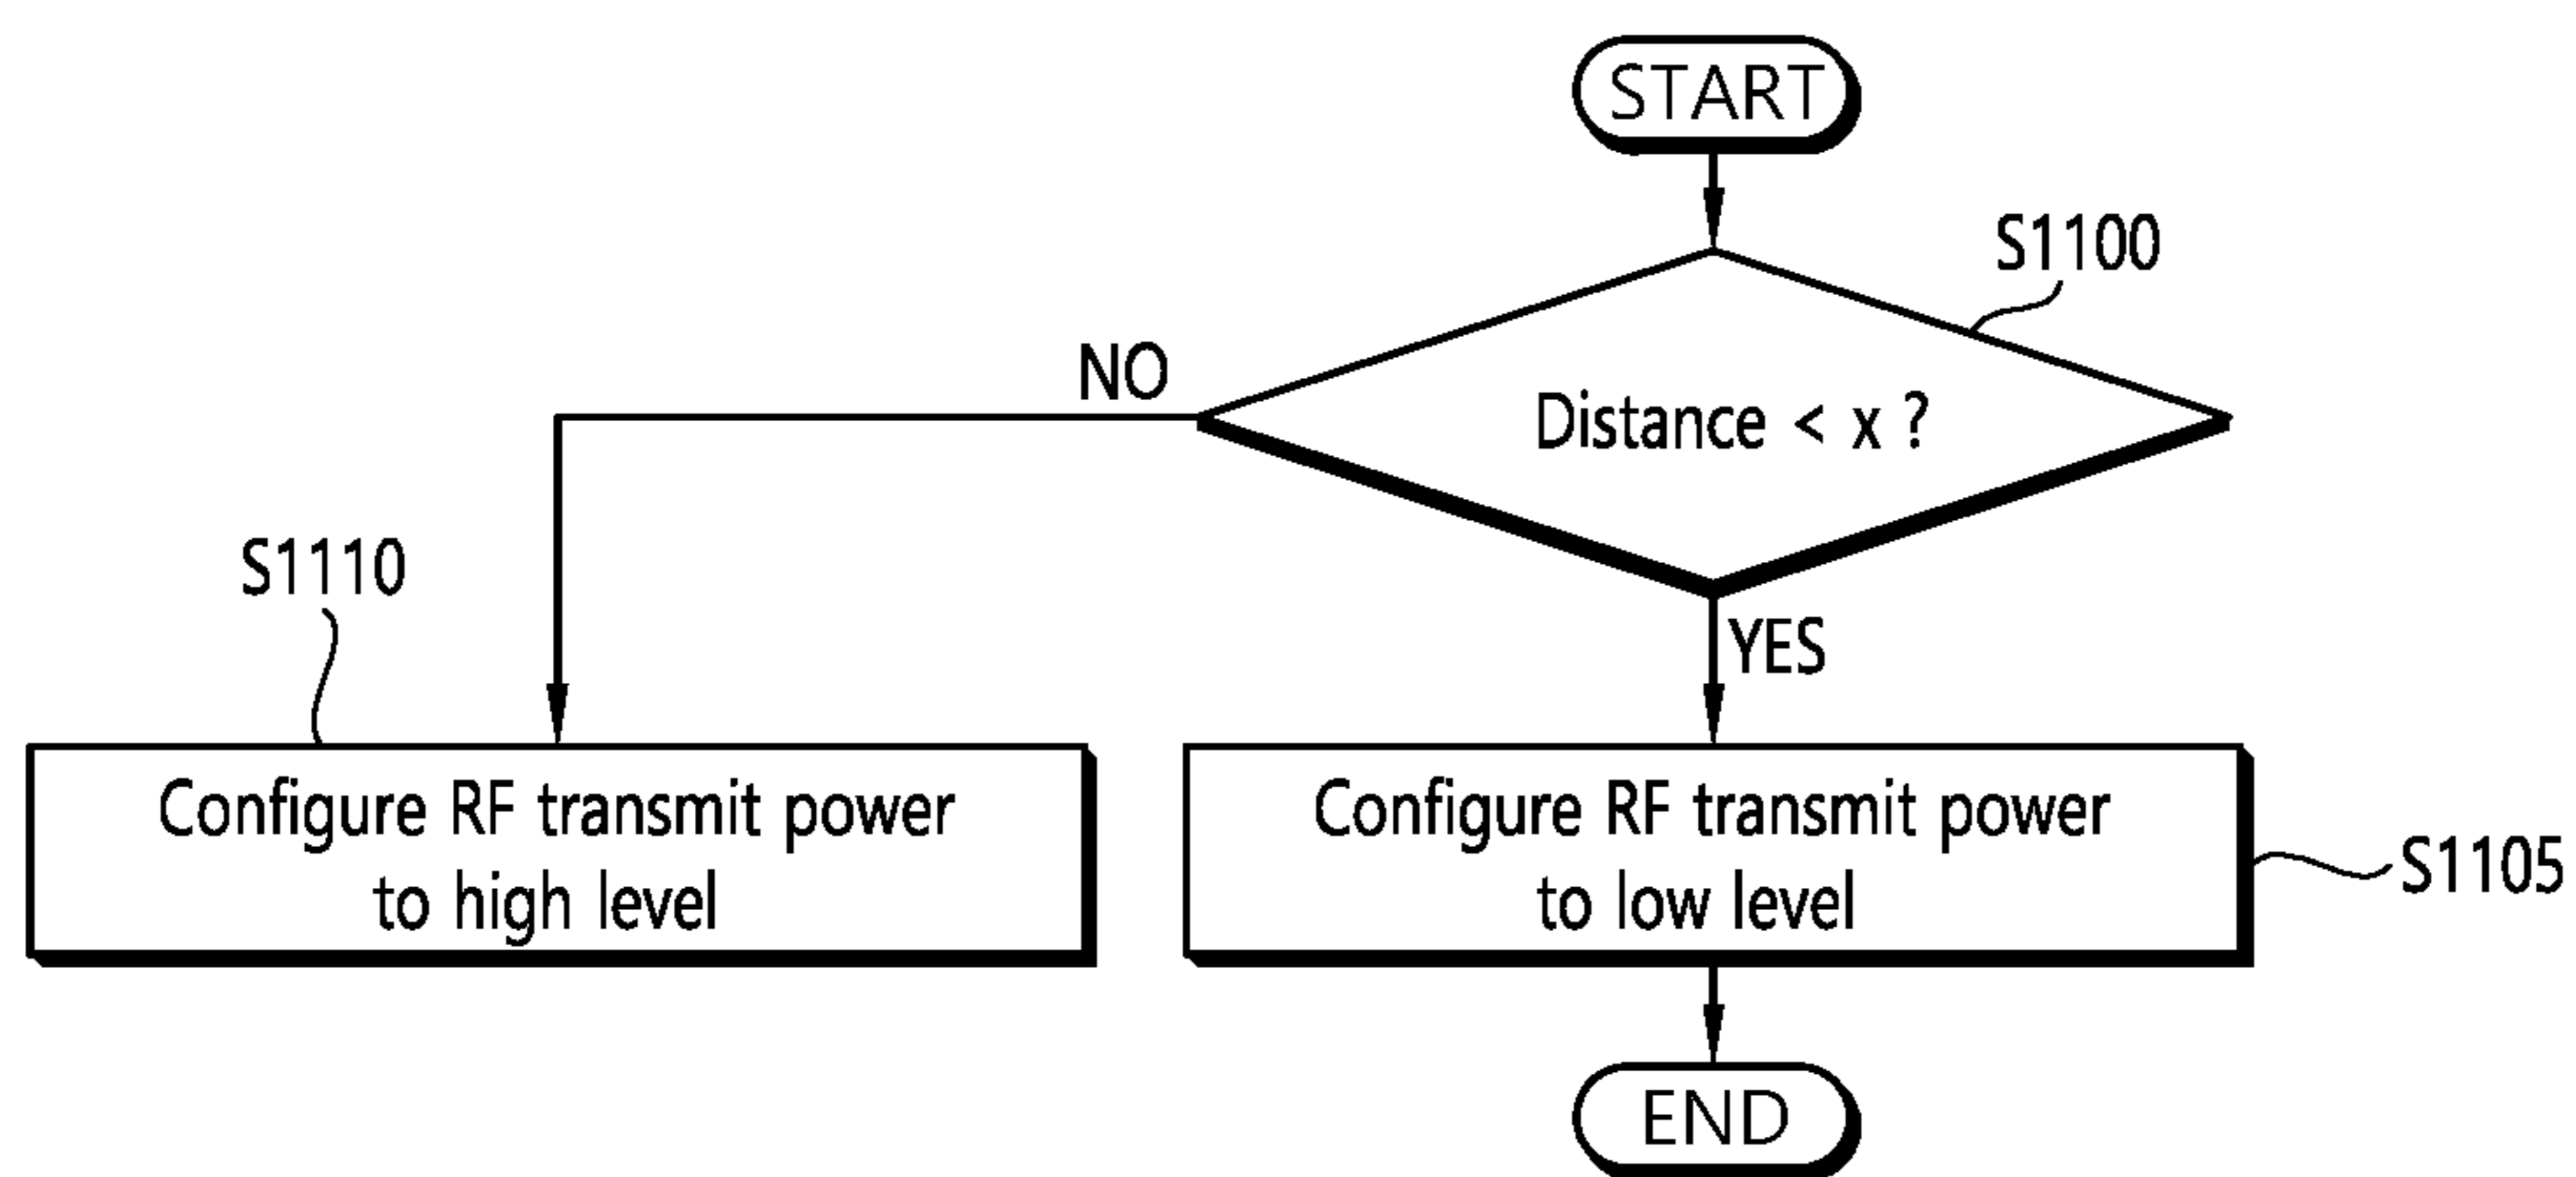 START
S1100
NO
Distance < x ?
S1110
YES
Configure RF transmit power
to high level
Configure RF transmit power
to low level
S1105
END